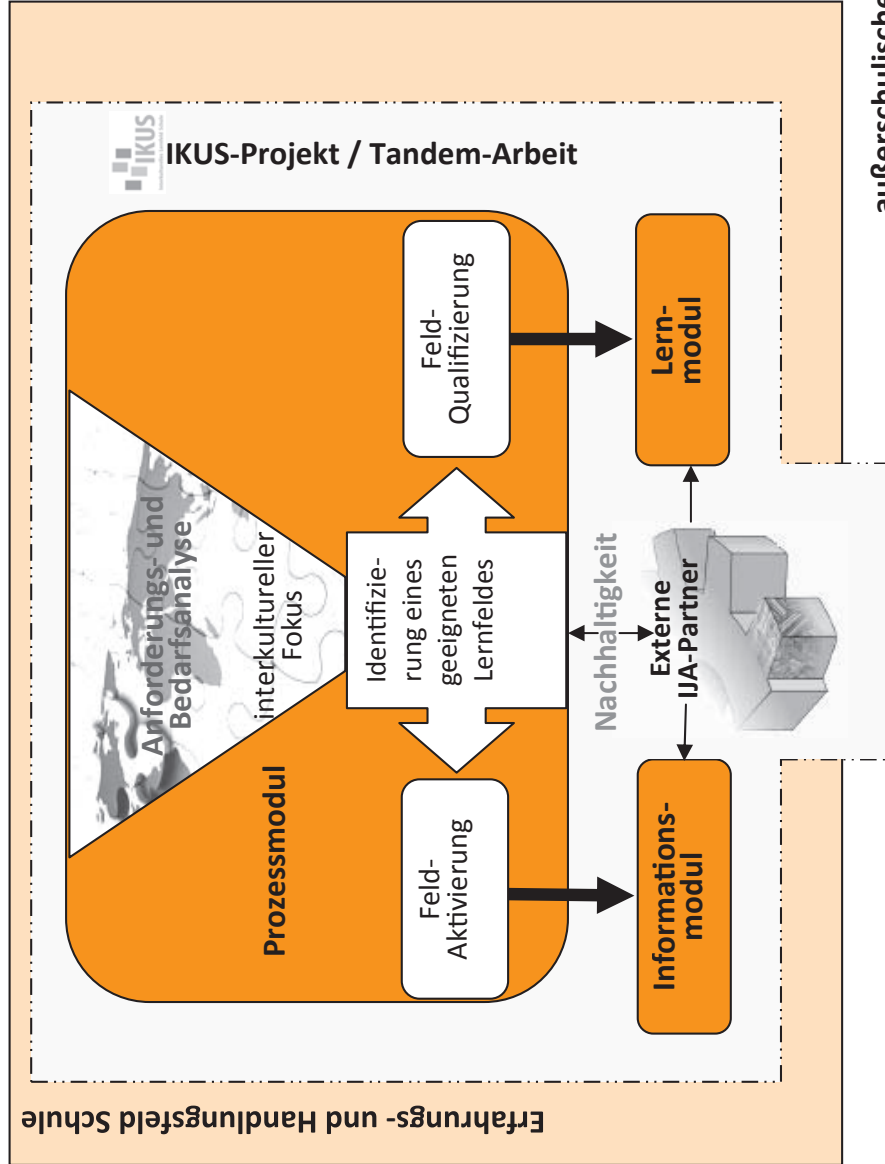 Erfahrungs- und Handlungsfeld Schule
IKUS
IKUS-Projekt / Tandem-Arbeit
Anforderungs- und
Bedarfsanalyse
interkultureller
Fokus
Prozessmodul
Identifizie-
rung eines
geeigneten
Lernfeldes
Feld-
Aktivierung
Feld-
Qualifizierung
Nachhaltigkeit
Externe
IJA-Partner
Informations-
modul
Lern-
modul
außerschulische